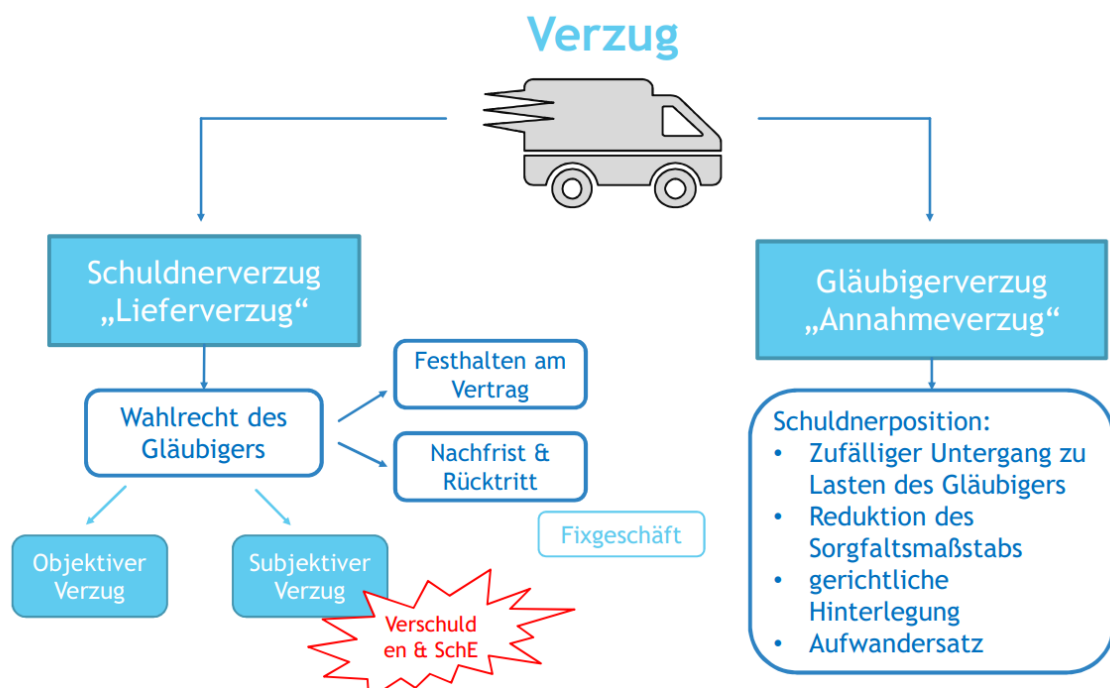 Verzug
Schuldnerverzug
„Lieferverzug“
Wahlrecht des
Gläubigers
Festhalten am
Vertrag
Nachfrist &
Rücktritt
Fixgeschäft
Objektiver
Verzug
Subjektiver
Verzug
Verschuld
en & SchE
Gläubigerverzug
„Annahmeverzug“
Schuldnerposition:
• Zufälliger Untergang zu
Lasten des Gläubigers
• Reduktion des
Sorgfaltsmaßstabs
• gerichtliche
Hinterlegung
• Aufwandersatz